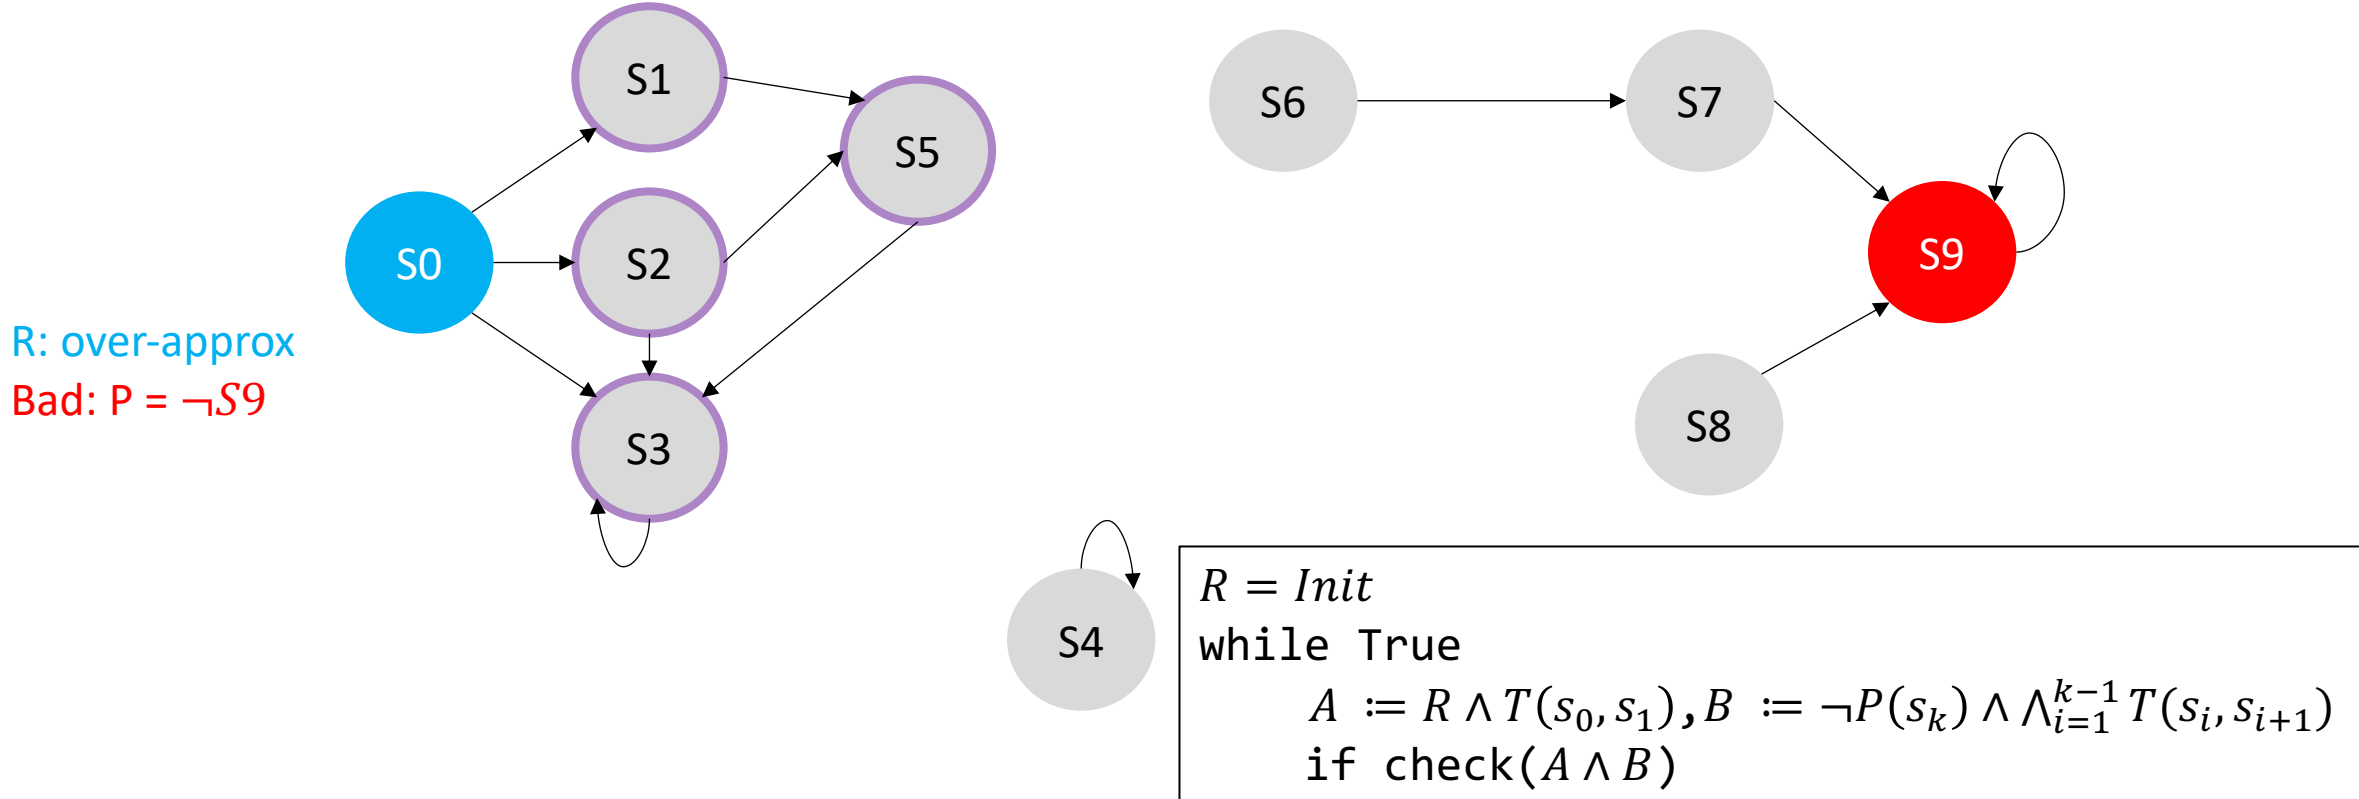 S1
S5
S0
S2
S3
R: over-approx
Bad: P = ¬𝑆9
S6
S7
S9
S8
S4
𝑅 = 𝐼𝑛𝑖𝑡
while True
𝐴 ≔ 𝑅 ∧ 𝑇(𝑠₀, 𝑠₁), 𝐵 ≔ ¬𝑃(𝑠ₖ) ∧ ⋀ᵢ₌₁ᵏ⁻¹ 𝑇(𝑠ᵢ, 𝑠ᵢ₊₁)
if check(𝐴 ∧ 𝐵)